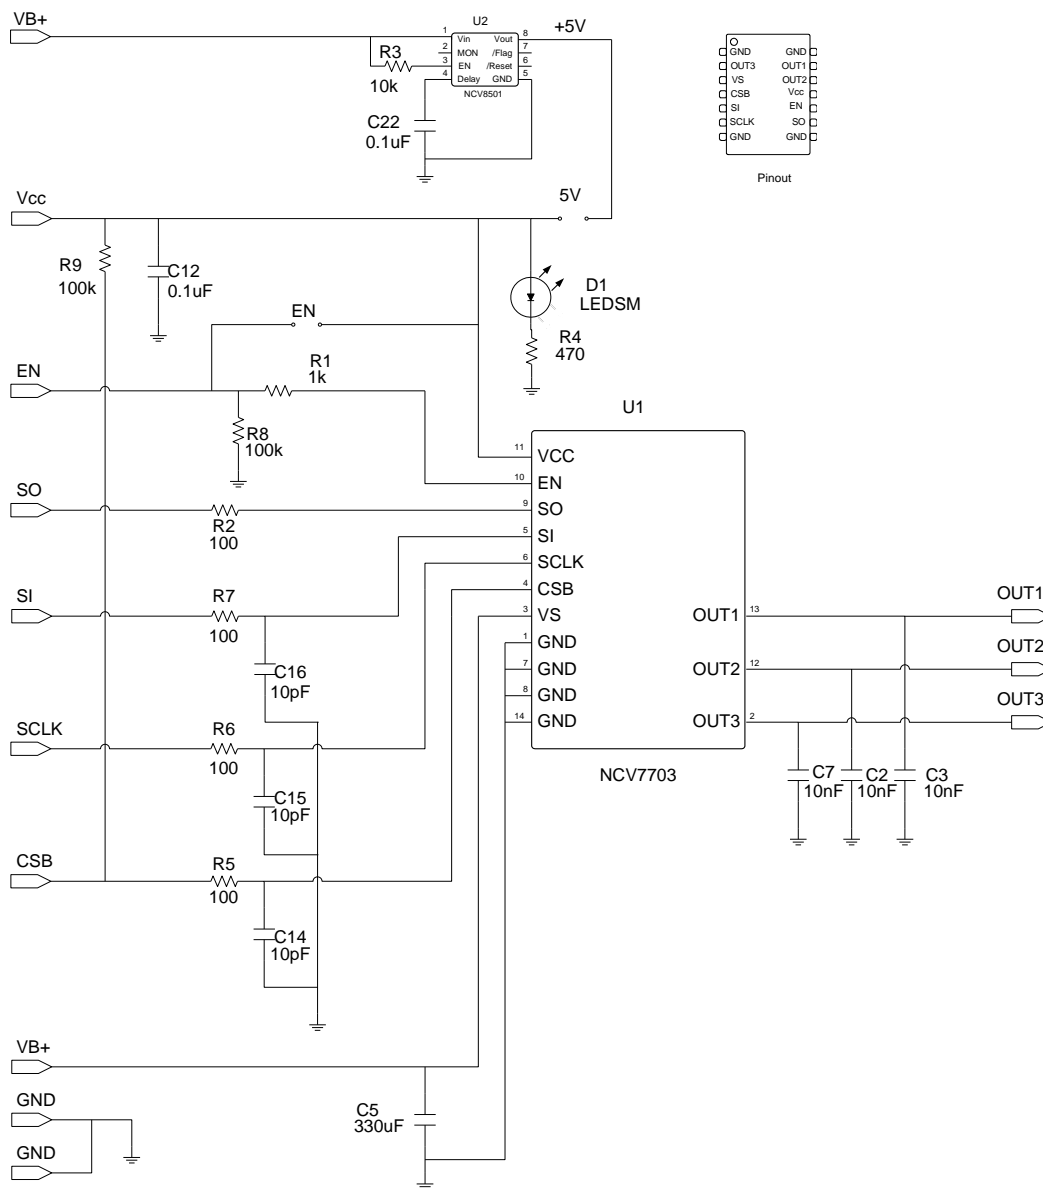 VB+
U2
+5V
1 Vin Vout 8
2 MON /Flag 7
3 EN /Reset 6
4 Delay GND 5
NCV8501
R3
10k
C22
0.1uF
GND GND
OUT3 OUT1
VS OUT2
CSB Vcc
SI EN
SCLK SO
GND GND
Pinout
Vcc
5V
R9
100k
C12
0.1uF
D1
LEDSM
EN
R4
470
EN
R1
1k
R8
100k
U1
11 VCC
10 EN
SO
R2
100
9 SO
5 SI
6 SCLK
SI
R7
100
4 CSB
3 VS
OUT1 13
OUT1
1 GND
C16
10pF
7 GND
OUT2 12
OUT2
8 GND
14 GND
OUT3 2
OUT3
SCLK
R6
100
NCV7703
C7
10nF
C2
10nF
C3
10nF
C15
10pF
CSB
R5
100
C14
10pF
VB+
GND
C5
330uF
GND